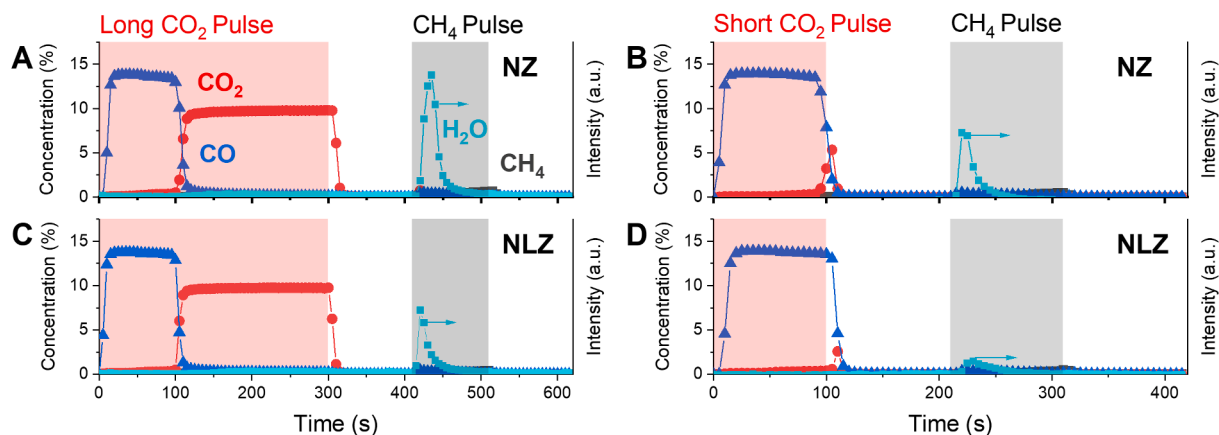 Long CO₂ Pulse
CH₄ Pulse
Short CO₂ Pulse
CH₄ Pulse
A
Concentration (%)
15
10
5
0
CO₂
CO
H₂O
CH₄
NZ
Intensity (a.u.)
B
Concentration (%)
15
10
5
0
NZ
Intensity (a.u.)
C
Concentration (%)
15
10
5
0
NLZ
Intensity (a.u.)
0 100 200 300 400 500 600
Time (s)
D
Concentration (%)
15
10
5
0
NLZ
Intensity (a.u.)
0 100 200 300 400
Time (s)